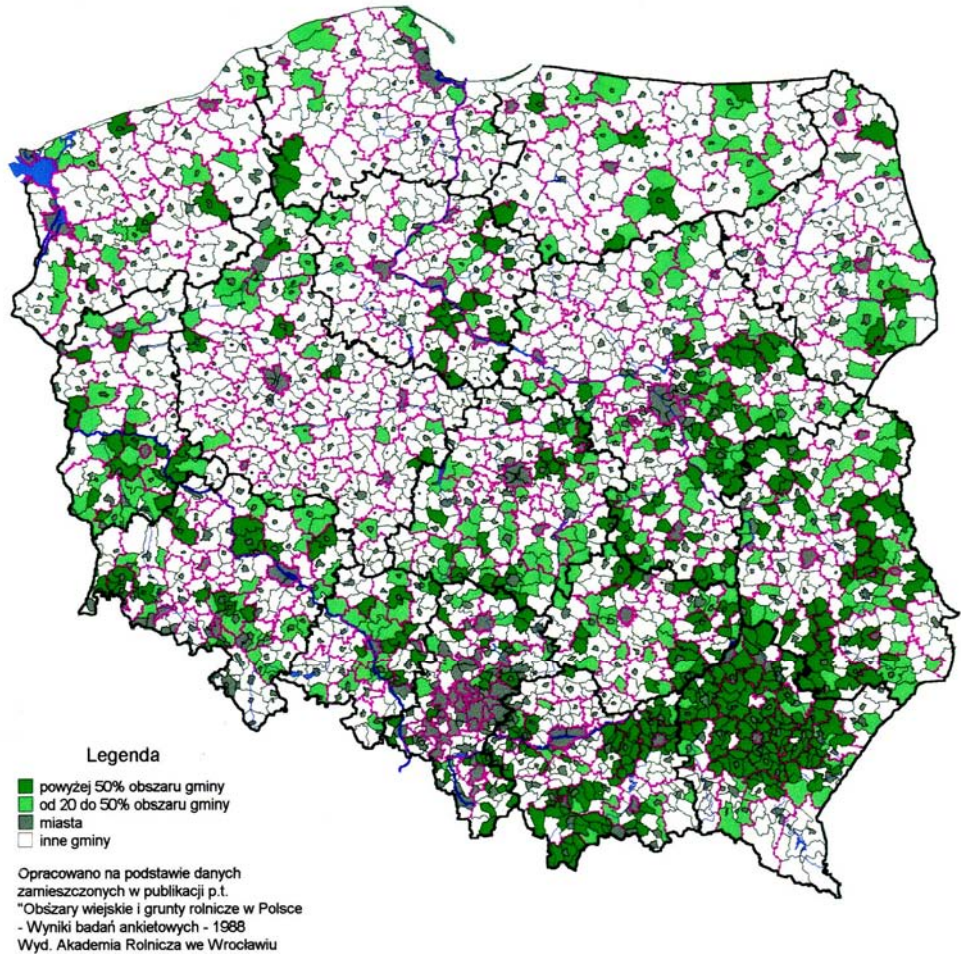 Legenda
powyżej 50% obszaru gminy
od 20 do 50% obszaru gminy
miasta
inne gminy
Opracowano na podstawie danych
zamieszczonych w publikacji p.t.
"Obszary wiejskie i grunty rolnicze w Polsce
- Wyniki badań ankietowych - 1988
Wyd. Akademia Rolnicza we Wrocławiu